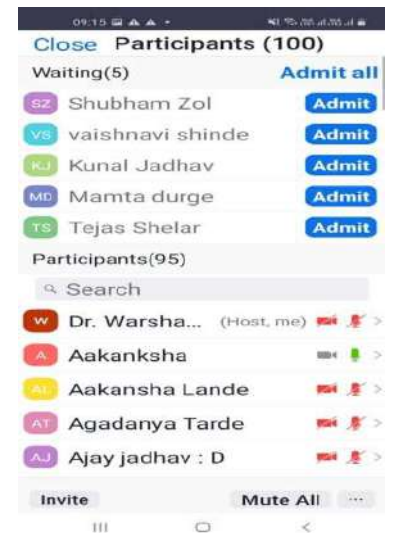 09:15
Close Participants (100)
Waiting(5) Admit all
SZ Shubham Zol Admit
VS vaishnavi shinde Admit
KJ Kunal Jadhav Admit
MD Mamta durge Admit
TS Tejas Shelar Admit
Participants(95)
Search
W Dr. Warsha... (Host, me)
A Aakanksha
AL Aakansha Lande
AT Agadanya Tarde
AJ Ajay jadhav : D
Invite Mute All ...